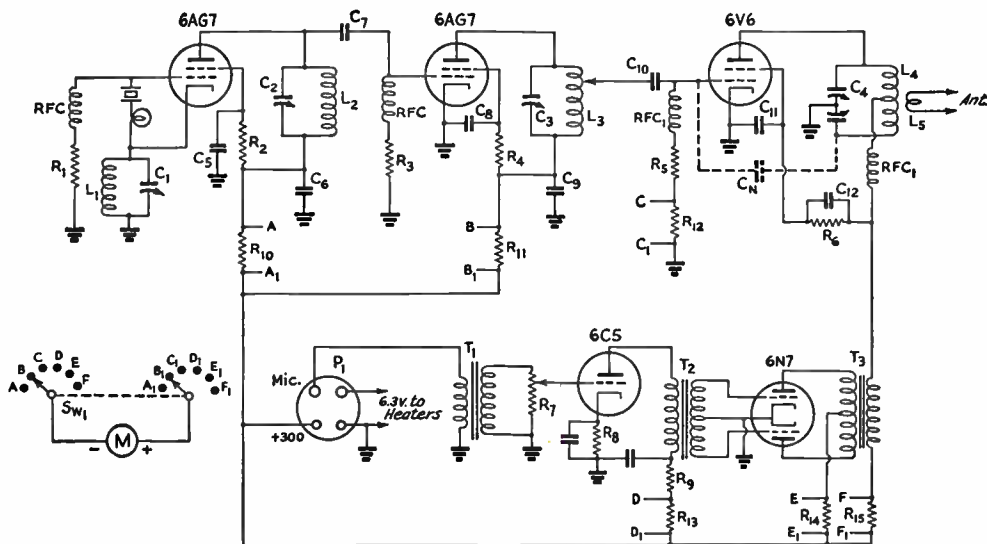 6AG7
C7
6AG7
6V6
RFC
C2
L2
RFC
C8
C3
L3
C10
RFC1
C11
C4
L4
L5
Ant.
R1
L1
C1
C5
R2
C6
R3
R4
C9
R5
CN
RFC1
C12
R6
A
R10
A1
B
R11
B1
C
R12
C1
A
B
C
D
E
F
A1
B1
C1
D1
E1
F1
SW1
- M +
Mic.
P1
+300
6.3v. to
Heaters
T1
R7
6C5
R8
T2
R9
D
R13
D1
6N7
T3
E
R14
E1
F
R15
F1